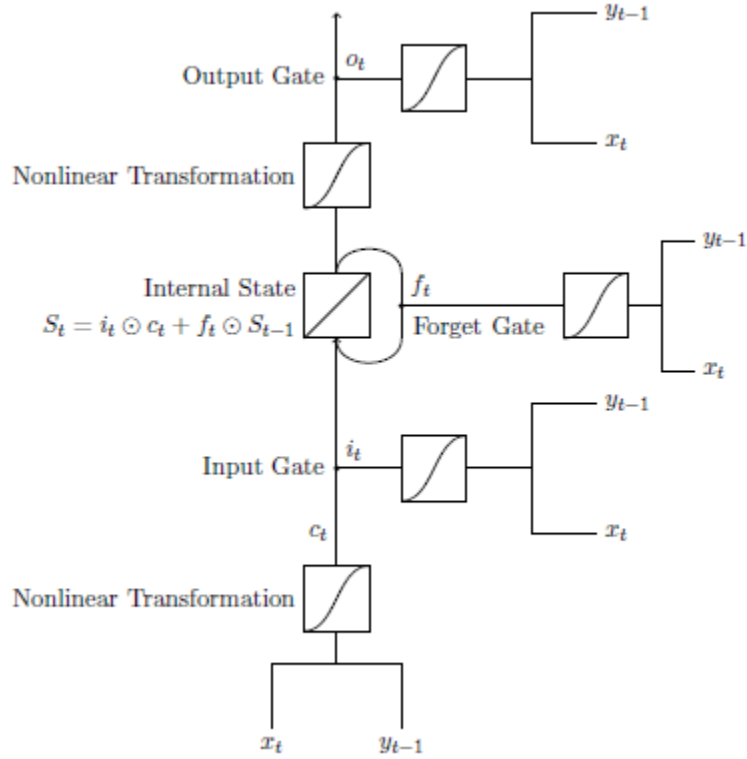 y_{t-1}
o_t
Output Gate
x_t
Nonlinear Transformation
y_{t-1}
Internal State
f_t
S_t = i_t ⊙ c_t + f_t ⊙ S_{t-1}
Forget Gate
x_t
y_{t-1}
i_t
Input Gate
c_t
x_t
Nonlinear Transformation
x_t
y_{t-1}